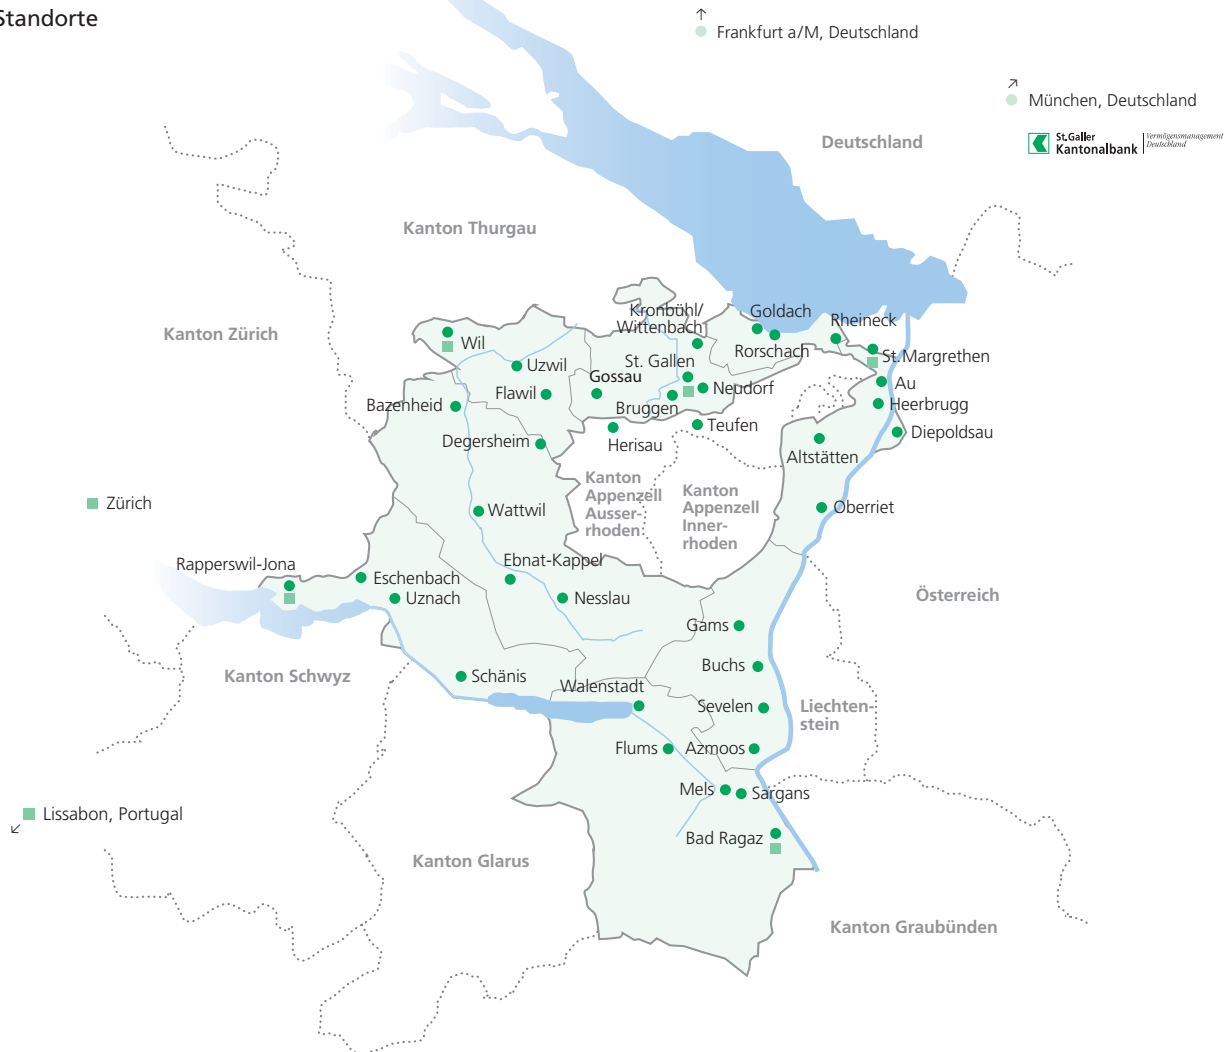 Standorte
Frankfurt a/M, Deutschland
München, Deutschland
St.Galler
Kantonalbank
Vermögensmanagement
Deutschland
Deutschland
Kanton Thurgau
Kanton Zürich
Kronbühl/
Wittenbach
Goldach
Rheineck
Wil
Rorschach
St.Margrethen
Uzwil
St. Gallen
Gossau
Au
Flawil
Neudorf
Bazenheid
Bruggen
Heerbrugg
Teufen
Diepoldsau
Degersheim
Herisau
Altstätten
Kanton
Appenzell
Ausser-
rhoden
Kanton
Appenzell
Inner-
rhoden
Zürich
Wattwil
Oberriet
Rapperswil-Jona
Ebnat-Kappel
Eschenbach
Uznach
Nesslau
Österreich
Gams
Kanton Schwyz
Schänis
Buchs
Walenstadt
Sevelen
Liechten-
stein
Flums
Azmoos
Mels
Sargans
Lissabon, Portugal
Bad Ragaz
Kanton Glarus
Kanton Graubünden